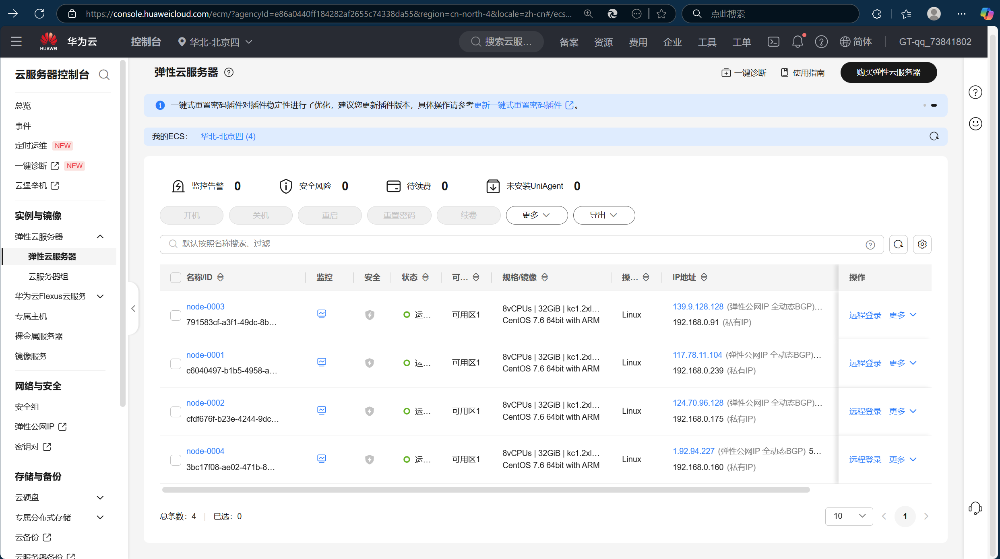 https://console.huaweicloud.com/ecm/?agencyId=e86a0440ff184282af2655c74338da55&region=cn-north-4&locale=zh-cn#/ecs...
点此搜索
HUAWEI
华为云
控制台
华北-北京四
搜索云服...
备案
资源
费用
企业
工具
工单
简体
GT-qq_73841802
云服务器控制台
总览
事件
定时运维 NEW
一键诊断 NEW
云堡垒机
实例与镜像
弹性云服务器
弹性云服务器
云服务器组
华为云Flexus云服务
专属主机
裸金属服务器
镜像服务
网络与安全
安全组
弹性公网IP
密钥对
存储与备份
云硬盘
专属分布式存储
云备份
云服务器备份
弹性云服务器
一键诊断
使用指南
购买弹性云服务器
一键式重置密码插件对插件稳定性进行了优化，建议您更新插件版本，具体操作请参考更新一键式重置密码插件。
我的ECS： 华北-北京四 (4)
监控告警 0
安全风险 0
待续费 0
未安装UniAgent 0
开机 关机 重启 重置密码 续费 更多 导出
默认按照名称搜索、过滤
名称/ID 监控 安全 状态 可... 规格/镜像 操... IP地址 操作
node-0003
791583cf-a3f1-49dc-8b...
运...
可用区1
8vCPUs | 32GiB | kc1.2xl...
CentOS 7.6 64bit with ARM
Linux
139.9.128.128 (弹性公网IP 全动态BGP)...
192.168.0.91 (私有IP)
远程登录 更多
node-0001
c6040497-b1b5-4958-a...
运...
可用区1
8vCPUs | 32GiB | kc1.2xl...
CentOS 7.6 64bit with ARM
Linux
117.78.11.104 (弹性公网IP 全动态BGP)...
192.168.0.239 (私有IP)
远程登录 更多
node-0002
cfdf676f-b23e-4244-9dc...
运...
可用区1
8vCPUs | 32GiB | kc1.2xl...
CentOS 7.6 64bit with ARM
Linux
124.70.96.128 (弹性公网IP 全动态BGP)...
192.168.0.175 (私有IP)
远程登录 更多
node-0004
3bc17f08-ae02-471b-8...
运...
可用区1
8vCPUs | 32GiB | kc1.2xl...
CentOS 7.6 64bit with ARM
Linux
1.92.94.227 (弹性公网IP 全动态BGP) 5...
192.168.0.160 (私有IP)
远程登录 更多
总条数：4 已选：0
10
1